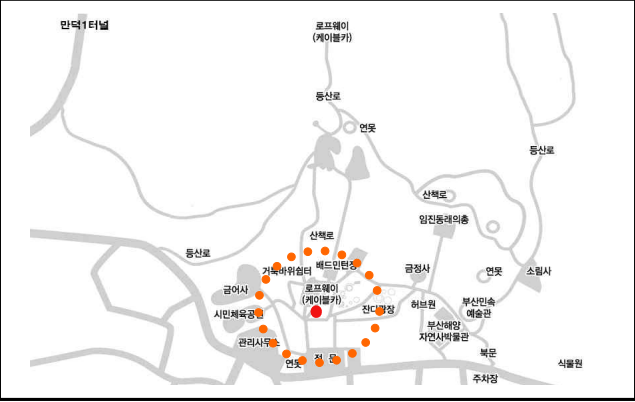 만덕1터널
로프웨이
(케이블카)
등산로
연못
등산로
산책로
임진동래의총
산책로
등산로
거북바위쉼터
배드민턴장
금정사
연못
소림사
금어사
로프웨이
(케이블카)
잔디광장
허브원
부산민속
예술관
시민체육공원
부산해양
자연사박물관
관리사무소
연못
정 문
북문
식물원
주차장